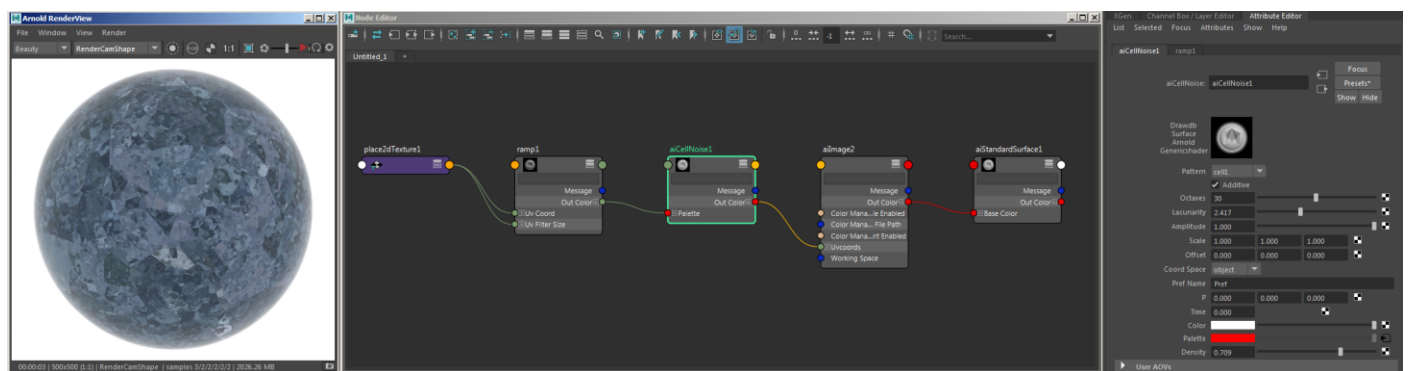 Arnold RenderView
File Window View Render
Beauty RenderCamShape 1:1
00:00:03 | 500x500 (1:1) | RenderCamShape | samples 3/2/2/2/2/2 | 2026.26 MB
Node Editor
Search...
Untitled_1 +
place2dTexture1
ramp1
Message
Out Color
Uv Coord
Uv Filter Size
aiCellNoise1
Message
Out Color
Palette
aiImage2
Message
Out Color
Color Mana...le Enabled
Color Mana... File Path
Color Mana...nt Enabled
Uvcoords
Working Space
aiStandardSurface1
Message
Out Color
Base Color
XGen Channel Box / Layer Editor Attribute Editor
List Selected Focus Attributes Show Help
aiCellNoise1 ramp1
Focus
aiCellNoise: aiCellNoise1
Presets*
Show Hide
Drawdb
Surface
Arnold
Genericshader
Pattern cell1
Additive
Octaves 30
Lacunarity 2.417
Amplitude 1.000
Scale 1.000 1.000 1.000
Offset 0.000 0.000 0.000
Coord Space object
Pref Name Pref
P 0.000 0.000 0.000
Time 0.000
Color
Palette
Density 0.709
User AOVs